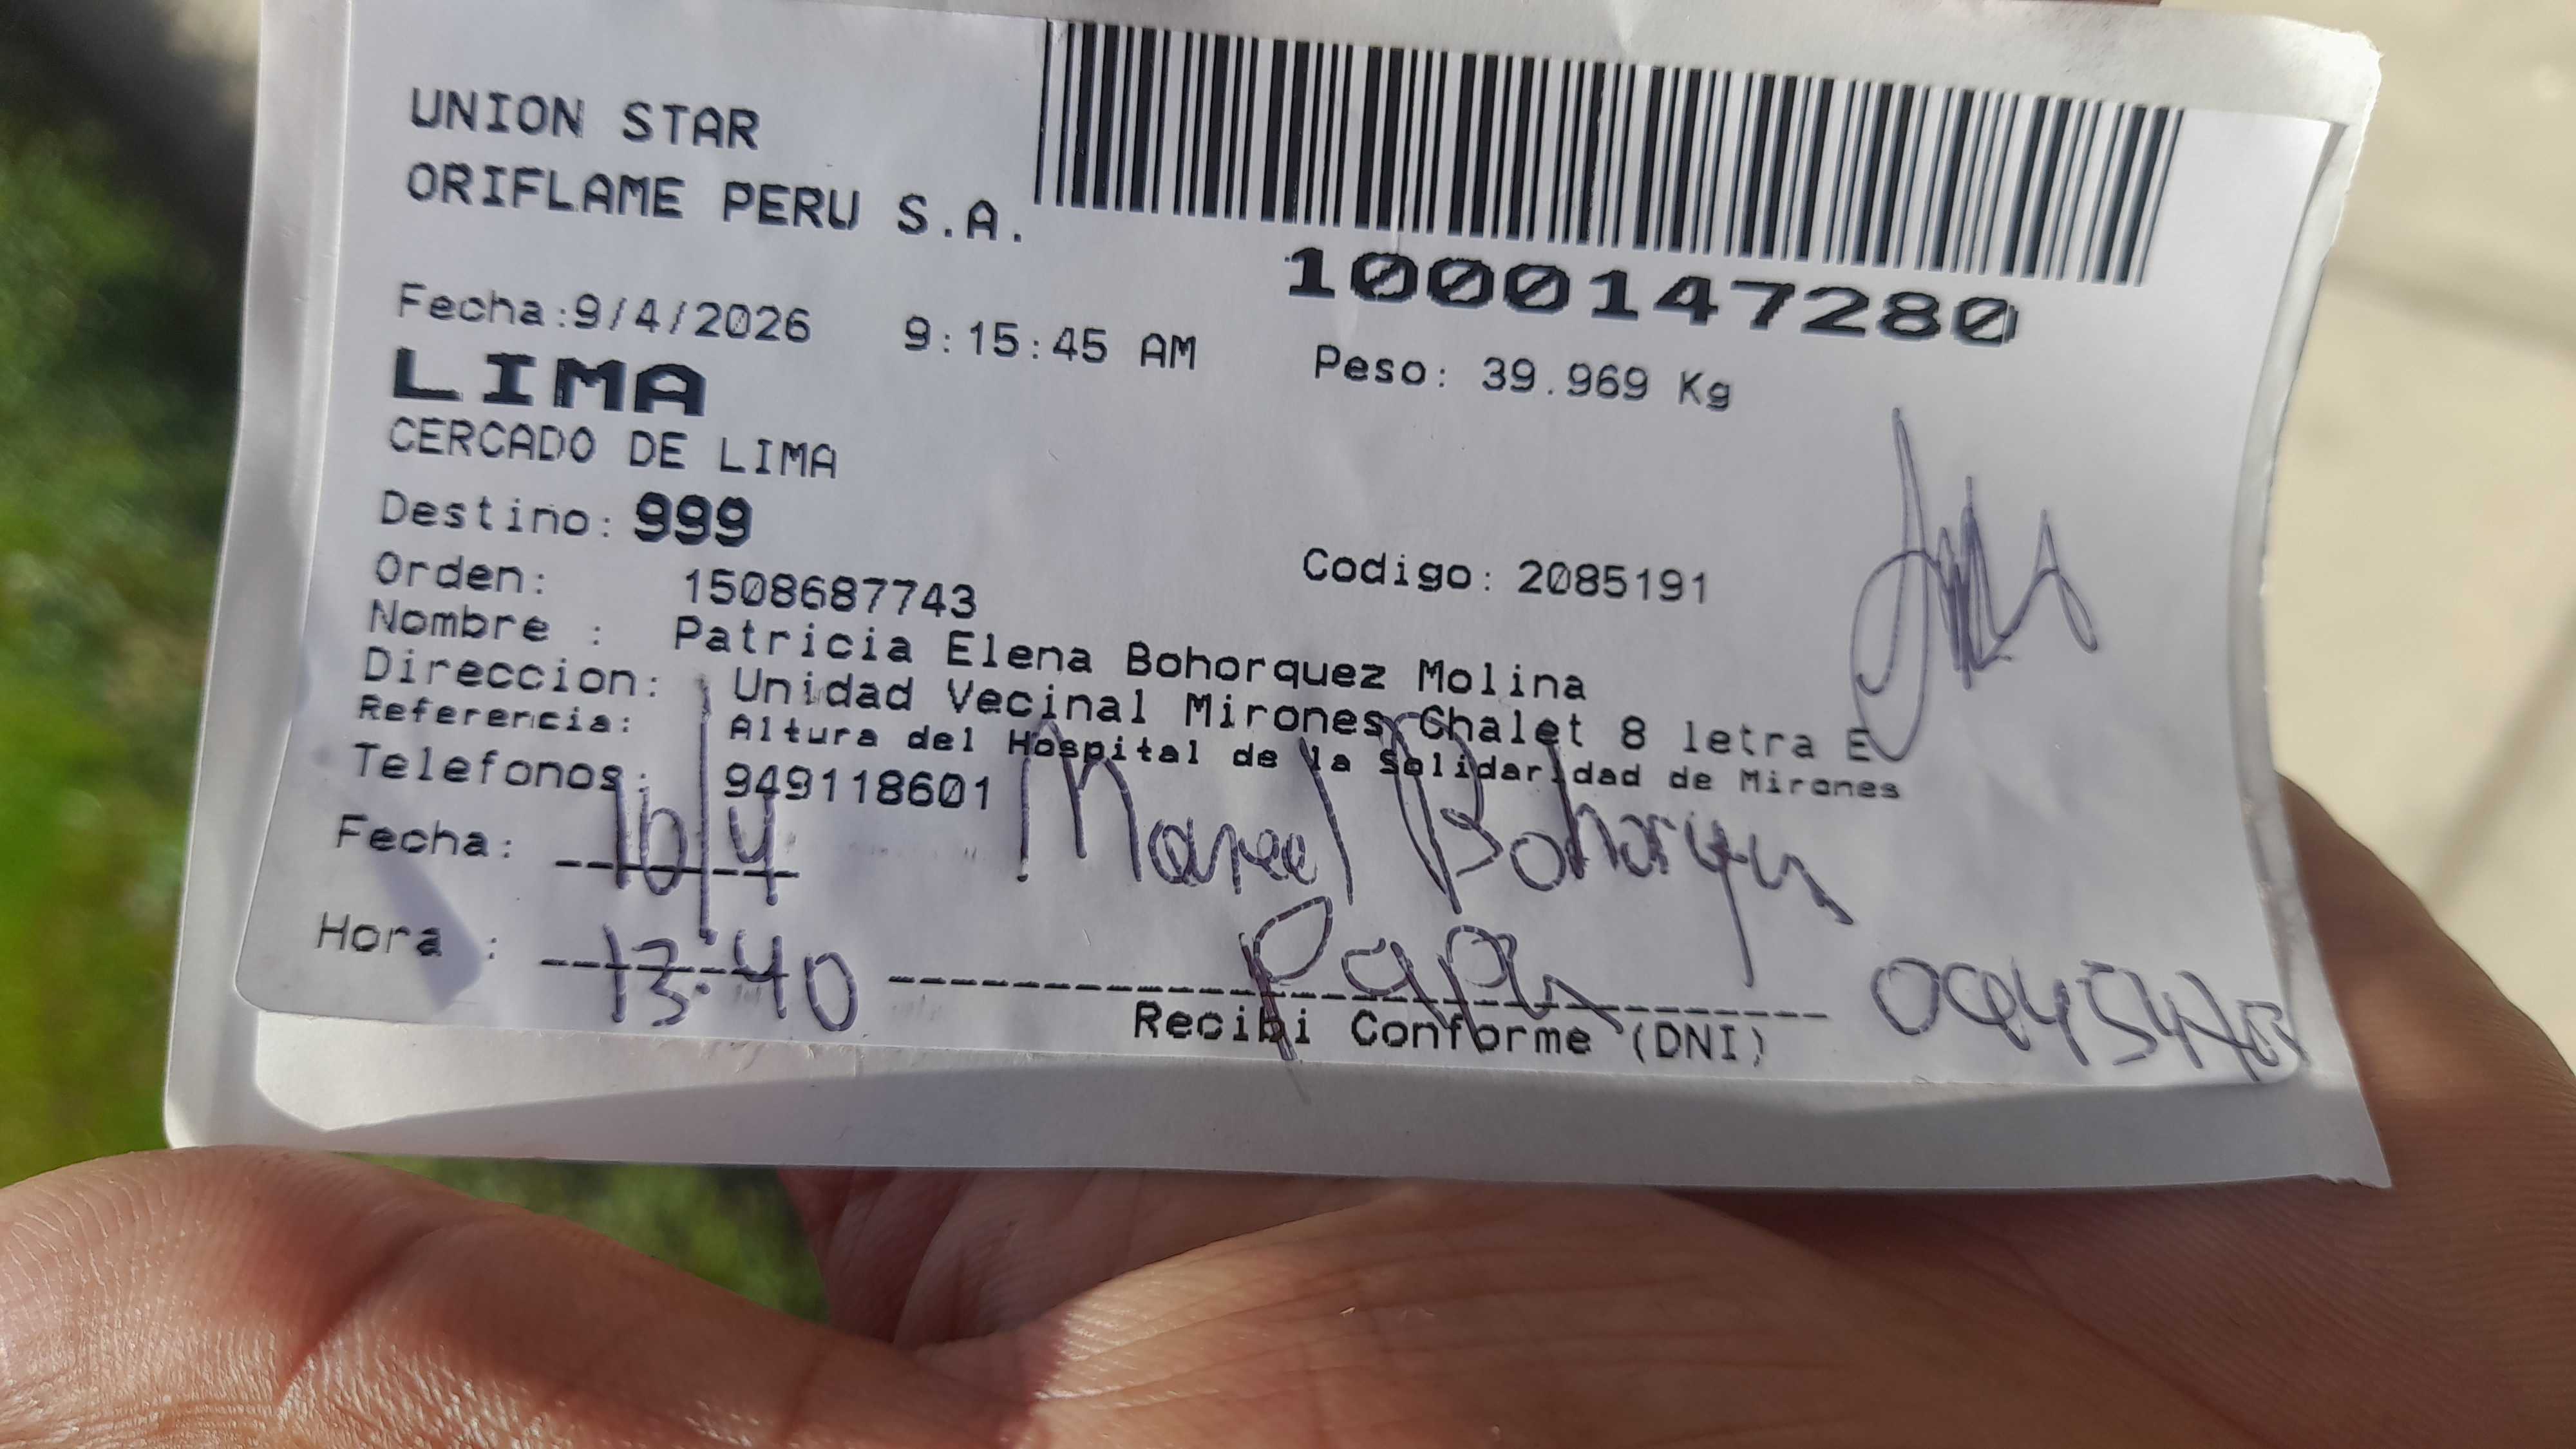 UNION STAR
ORIFLAME PERU S.A.
1000147280
Fecha:9/4/2026 9:15:45 AM Peso: 39.969 Kg
LIMA
CERCADO DE LIMA
Destino: 999
Orden: 1508687743 Codigo: 2085191
Nombre : Patricia Elena Bohorquez Molina
Direccion: Unidad Vecinal Mirones Chalet 8 letra E
Referencia: Altura del Hospital de la Solidaridad de Mirones
Telefonos: 949118601
Fecha: 10/4
Hora : 13:40 Papa
Recibi Conforme (DNI)